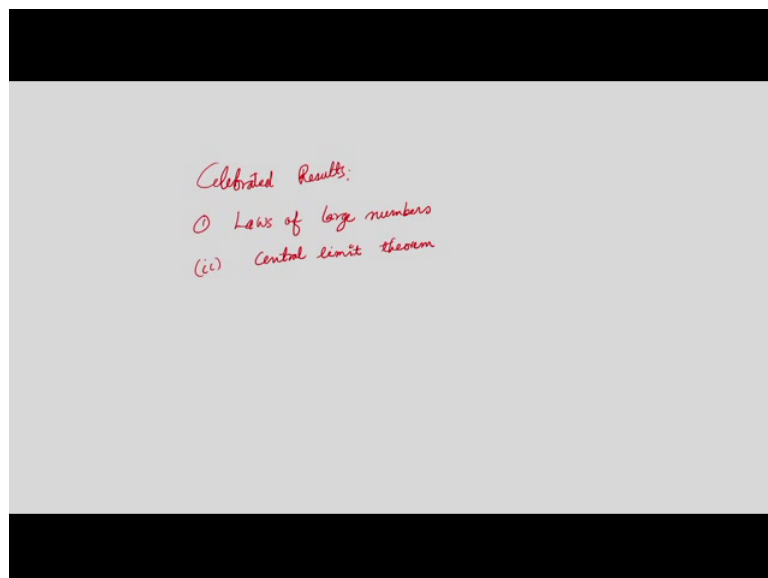 Celebrated Results:
(i) Laws of large numbers
(ii) Central limit theorem